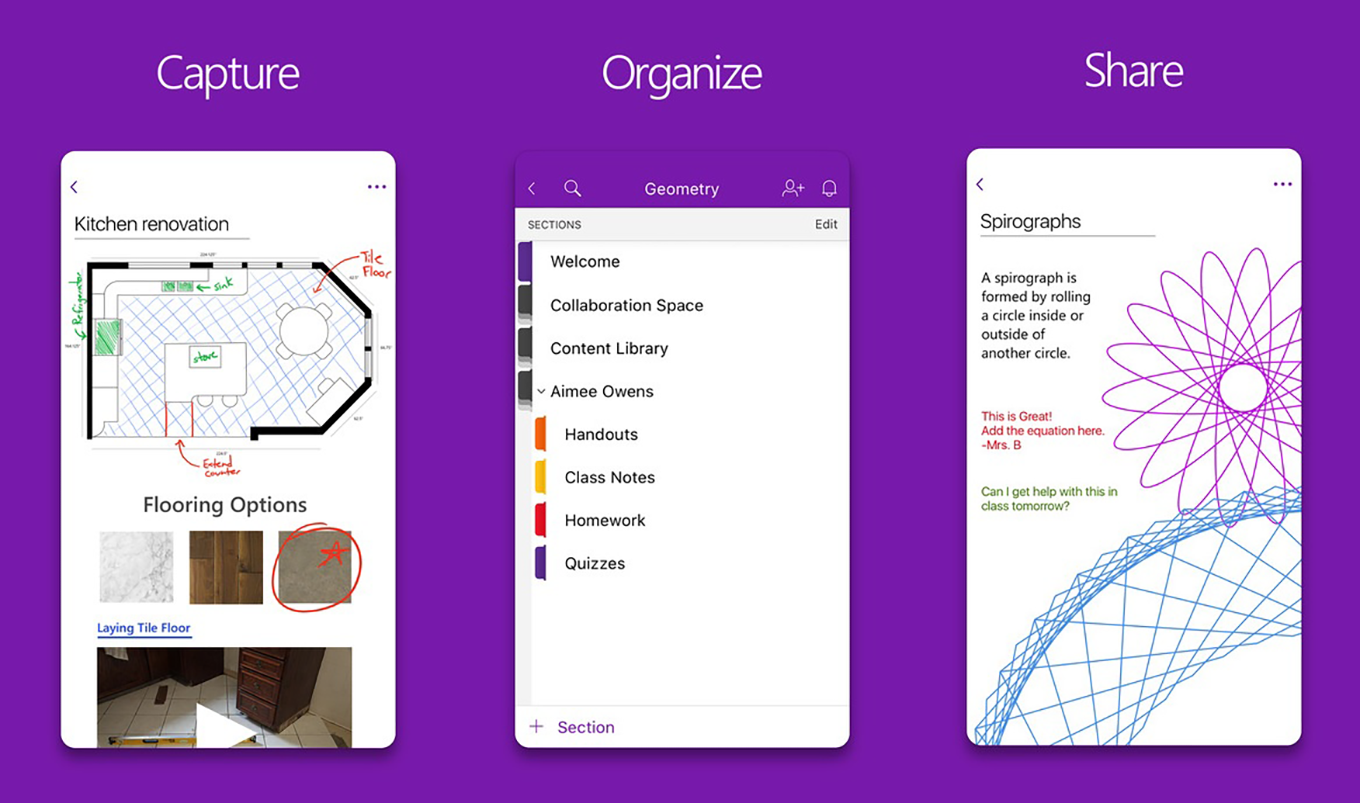 Capture
Organize
Share
Kitchen renovation
Tile
Floor
Refrigerator
sink
stove
Extend
counter
Flooring Options
Laying Tile Floor
Geometry
SECTIONS
Edit
Welcome
Collaboration Space
Content Library
Aimee Owens
Handouts
Class Notes
Homework
Quizzes
+ Section
Spirographs
A spirograph is
formed by rolling
a circle inside or
outside of
another circle.
This is Great!
Add the equation here.
-Mrs. B
Can I get help with this in
class tomorrow?